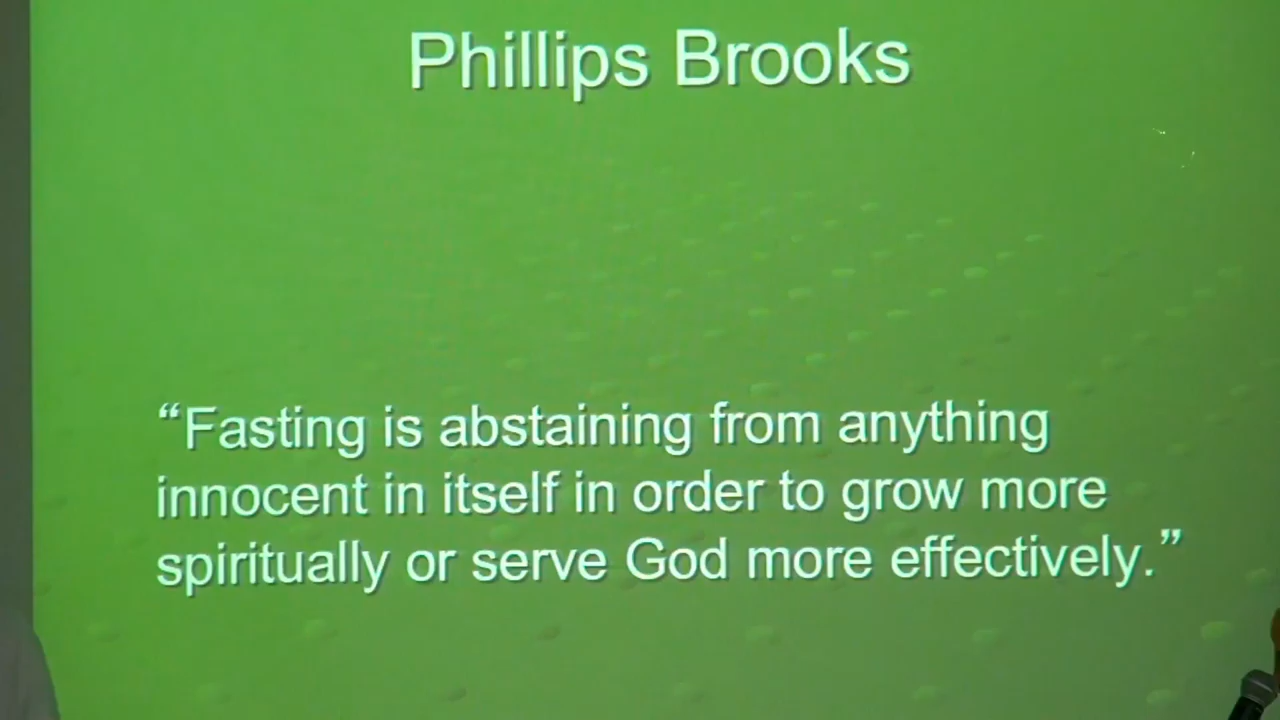 Phillips Brooks
“Fasting is abstaining from anything
innocent in itself in order to grow more
spiritually or serve God more effectively.”